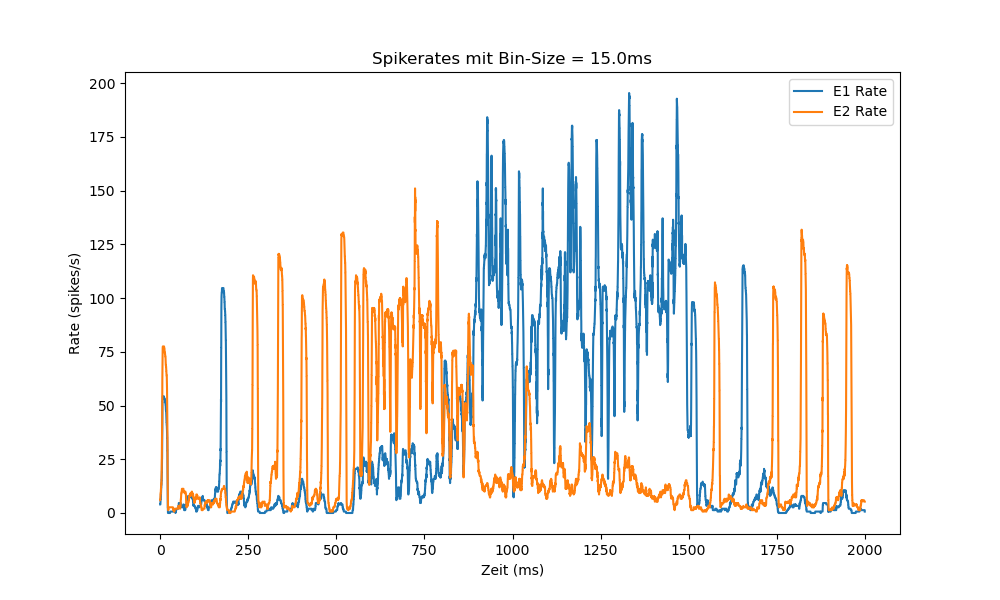 Spikerates mit Bin-Size = 15.0ms
E1 Rate
E2 Rate
Rate (spikes/s)
200
175
150
125
100
75
50
25
0
0 250 500 750 1000 1250 1500 1750 2000
Zeit (ms)